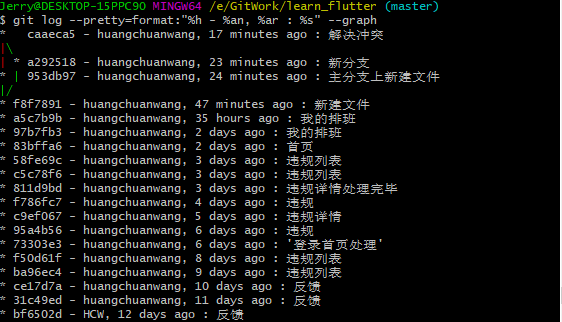 Jerry@DESKTOP-15PPC90 MINGW64 /e/GitWork/learn_flutter (master)
$ git log --pretty=format:"%h - %an, %ar : %s" --graph
*   caaeca5 - huangchuanwang, 17 minutes ago : 解决冲突
|\
| * a292518 - huangchuanwang, 23 minutes ago : 新分支
* | 953db97 - huangchuanwang, 24 minutes ago : 主分支上新建文件
|/
* f8f7891 - huangchuanwang, 47 minutes ago : 新建文件
* a5c7b9b - huangchuanwang, 35 hours ago : 我的排班
* 97b7fb3 - huangchuanwang, 2 days ago : 我的排班
* 83bffa6 - huangchuanwang, 2 days ago : 首页
* 58fe69c - huangchuanwang, 3 days ago : 违规列表
* c5c78f6 - huangchuanwang, 3 days ago : 违规列表
* 811d9bd - huangchuanwang, 3 days ago : 违规详情处理完毕
* f786fc7 - huangchuanwang, 4 days ago : 违规
* c9ef067 - huangchuanwang, 5 days ago : 违规详情
* 95a4b56 - huangchuanwang, 6 days ago : 违规
* 73303e3 - huangchuanwang, 6 days ago : '登录首页处理'
* f50d61f - huangchuanwang, 8 days ago : 违规列表
* ba96ec4 - huangchuanwang, 9 days ago : 违规列表
* ce17d7a - huangchuanwang, 10 days ago : 反馈
* 31c49ed - huangchuanwang, 11 days ago : 反馈
* bf6502d - HCW, 12 days ago : 反馈